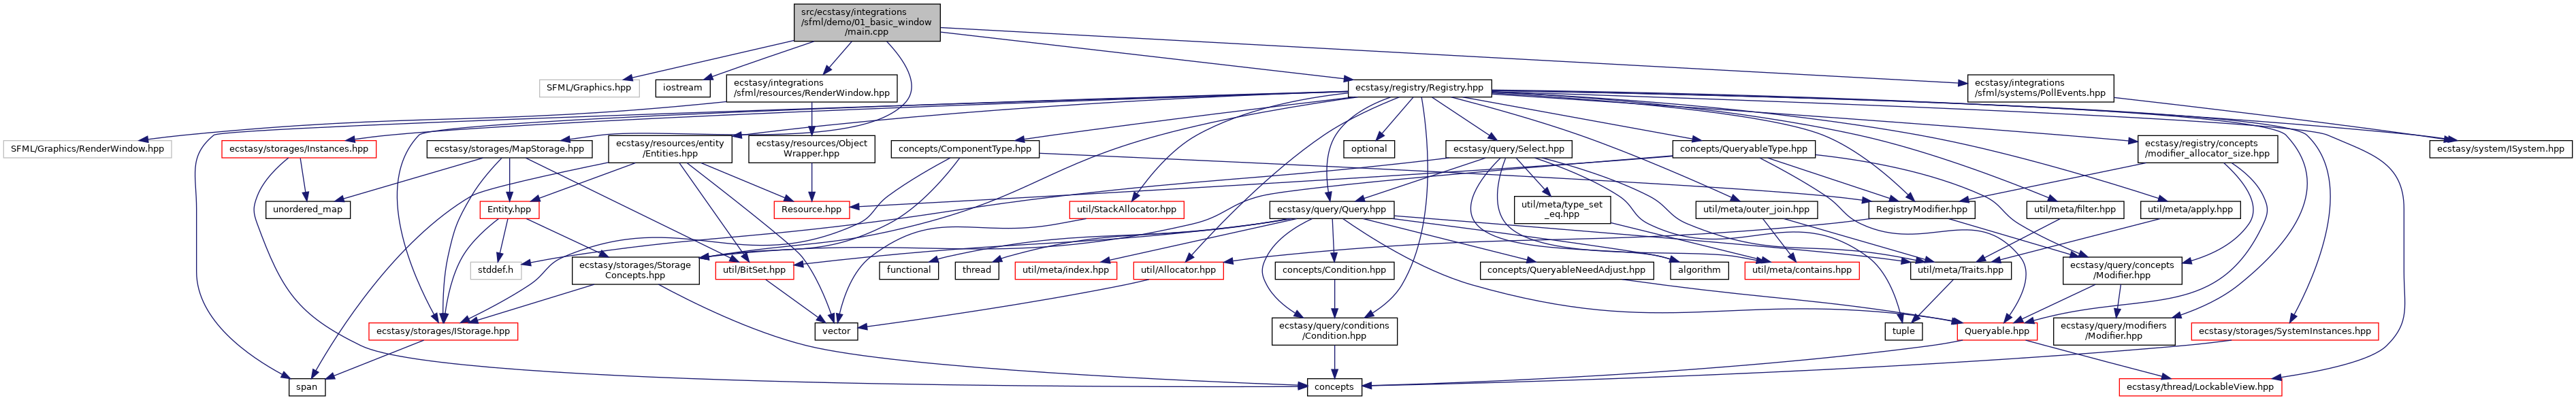 src/ecstasy/integrations
/sfml/demo/01_basic_window
/main.cpp
SFML/Graphics.hpp
iostream
ecstasy/integrations
/sfml/resources/RenderWindow.hpp
ecstasy/registry/Registry.hpp
ecstasy/integrations
/sfml/systems/PollEvents.hpp
SFML/Graphics/RenderWindow.hpp
ecstasy/storages/Instances.hpp
ecstasy/storages/MapStorage.hpp
ecstasy/resources/entity
/Entities.hpp
ecstasy/resources/Object
Wrapper.hpp
concepts/ComponentType.hpp
optional
ecstasy/query/Select.hpp
concepts/QueryableType.hpp
ecstasy/registry/concepts
/modifier_allocator_size.hpp
ecstasy/system/ISystem.hpp
unordered_map
Entity.hpp
Resource.hpp
util/StackAllocator.hpp
ecstasy/query/Query.hpp
util/meta/type_set
_eq.hpp
util/meta/outer_join.hpp
RegistryModifier.hpp
util/meta/filter.hpp
util/meta/apply.hpp
stddef.h
ecstasy/storages/Storage
Concepts.hpp
util/BitSet.hpp
functional
thread
util/meta/index.hpp
util/Allocator.hpp
concepts/Condition.hpp
concepts/QueryableNeedAdjust.hpp
algorithm
util/meta/contains.hpp
util/meta/Traits.hpp
ecstasy/query/concepts
/Modifier.hpp
ecstasy/storages/IStorage.hpp
vector
ecstasy/query/conditions
/Condition.hpp
tuple
Queryable.hpp
ecstasy/query/modifiers
/Modifier.hpp
ecstasy/storages/SystemInstances.hpp
span
concepts
ecstasy/thread/LockableView.hpp